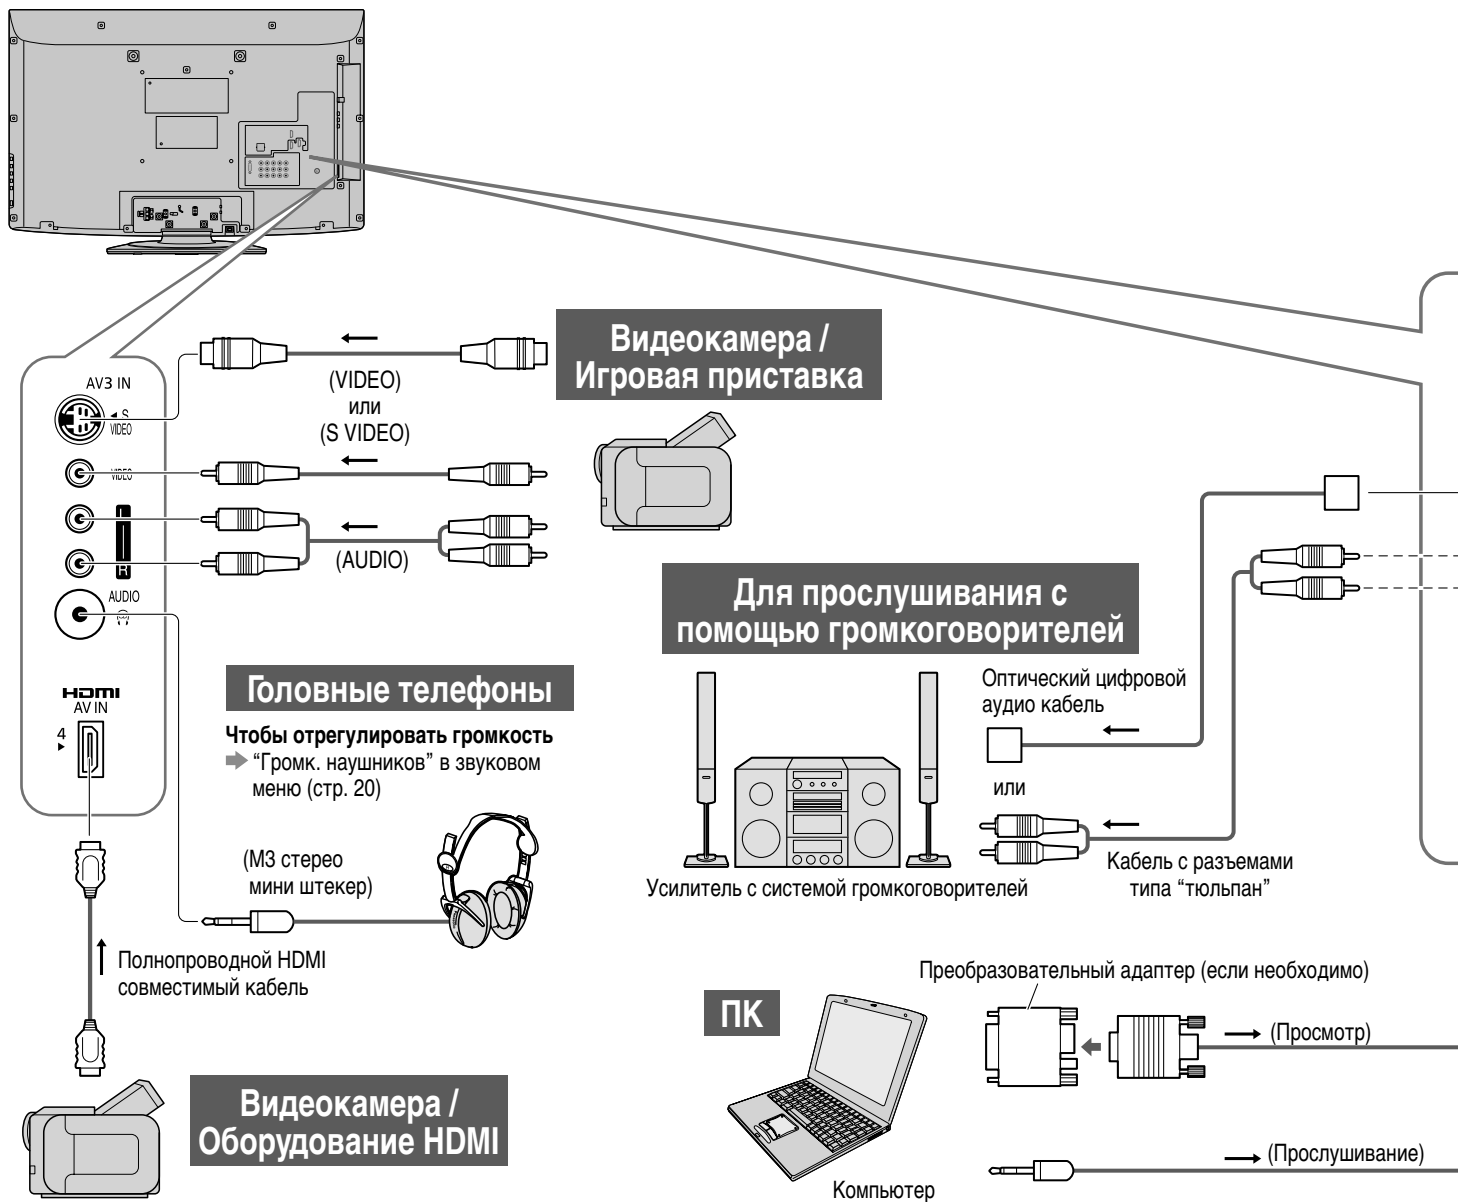 Видеокамера /
Игровая приставка
AV3 IN
S
VIDEO
(VIDEO)
или
(S VIDEO)
VIDEO
R
(AUDIO)
AUDIO
HDMI
AV IN
4
Головные телефоны
Чтобы отрегулировать громкость
“Громк. наушников” в звуковом
меню (стр. 20)
(М3 стерео
мини штекер)
Полнопроводной HDMI
совместимый кабель
Видеокамера /
Оборудование HDMI
Для прослушивания с
помощью громкоговорителей
Оптический цифровой
аудио кабель
или
Усилитель с системой громкоговорителей
Кабель с разъемами
типа “тюльпан”
Преобразовательный адаптер (если необходимо)
ПК
(Просмотр)
(Прослушивание)
Компьютер